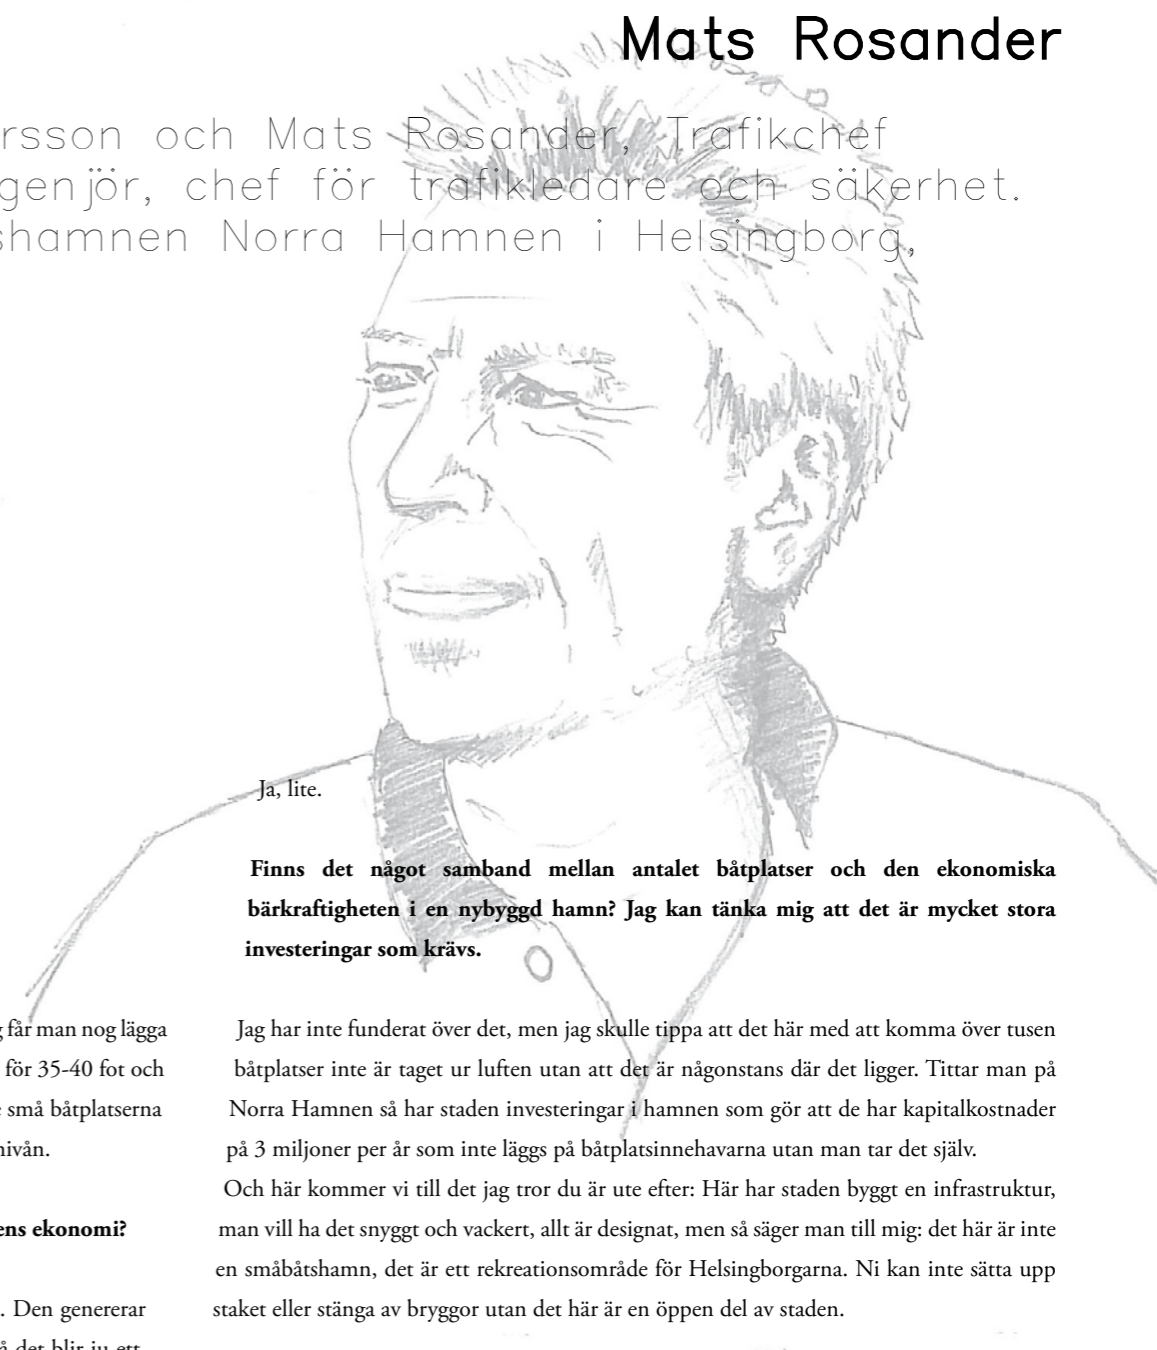 Mats Rosander
rsson och Mats Rosander, Trafikchef
genjör, chef för trafikledare och säkerhet.
shamnen Norra Hamnen i Helsingborg,
får man nog lägga
för 35-40 fot och
små båtplatserna
nivån.
ens ekonomi?
. Den genererar
det blir ju ett
Ja, lite.
Finns det något samband mellan antalet båtplatser och den ekonomiska
bärkraftigheten i en nybyggd hamn? Jag kan tänka mig att det är mycket stora
investeringar som krävs.
Jag har inte funderat över det, men jag skulle tippa att det här med att komma över tusen
båtplatser inte är taget ur luften utan att det är någonstans där det ligger. Tittar man på
Norra Hamnen så har staden investeringar i hamnen som gör att de har kapitalkostnader
på 3 miljoner per år som inte läggs på båtplatsinnehavarna utan man tar det själv.
Och här kommer vi till det jag tror du är ute efter: Här har staden byggt en infrastruktur,
man vill ha det snyggt och vackert, allt är designat, men så säger man till mig: det här är inte
en småbåtshamn, det är ett rekreationsområde för Helsingborgarna. Ni kan inte sätta upp
staket eller stänga av bryggor utan det här är en öppen del av staden.